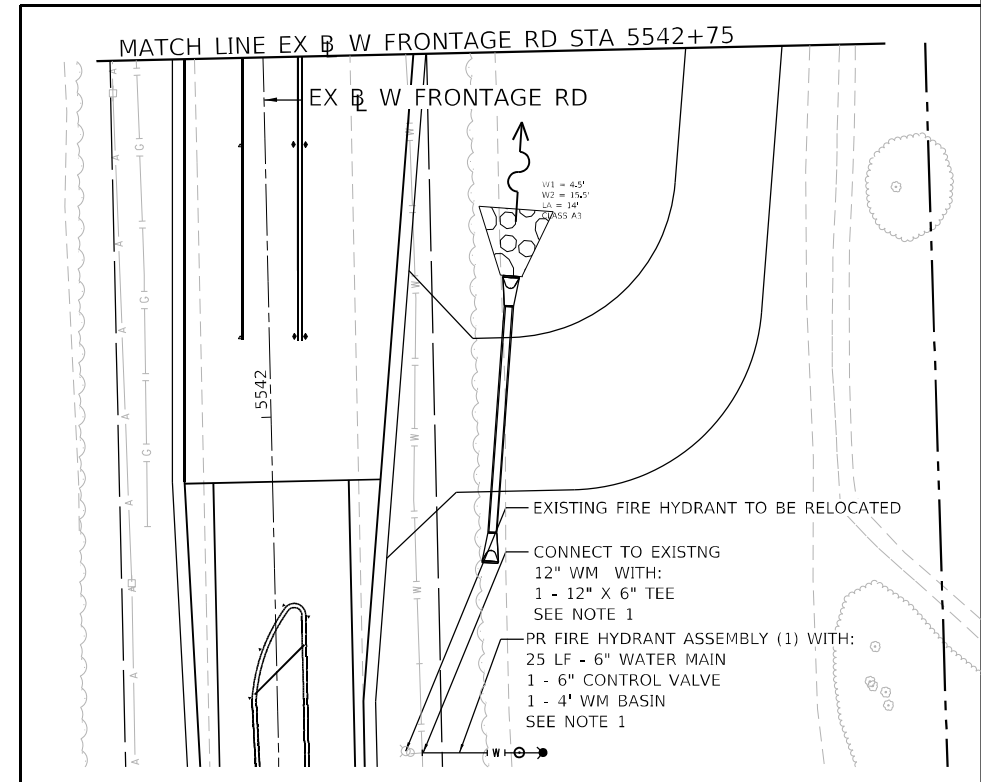 MATCH LINE EX BL W FRONTAGE RD STA 5542+75
EX BL W FRONTAGE RD
W1 = 4.5'
W2 = 15.5'
LA = 14'
CLASS A3
5542
EXISTING FIRE HYDRANT TO BE RELOCATED
CONNECT TO EXISTNG
12" WM WITH:
1 - 12" X 6" TEE
SEE NOTE 1
PR FIRE HYDRANT ASSEMBLY (1) WITH:
25 LF - 6" WATER MAIN
1 - 6" CONTROL VALVE
1 - 4' WM BASIN
SEE NOTE 1
A
A
A
A
A
A
A
G
G
G
G
W
W
W
W
W
W
W